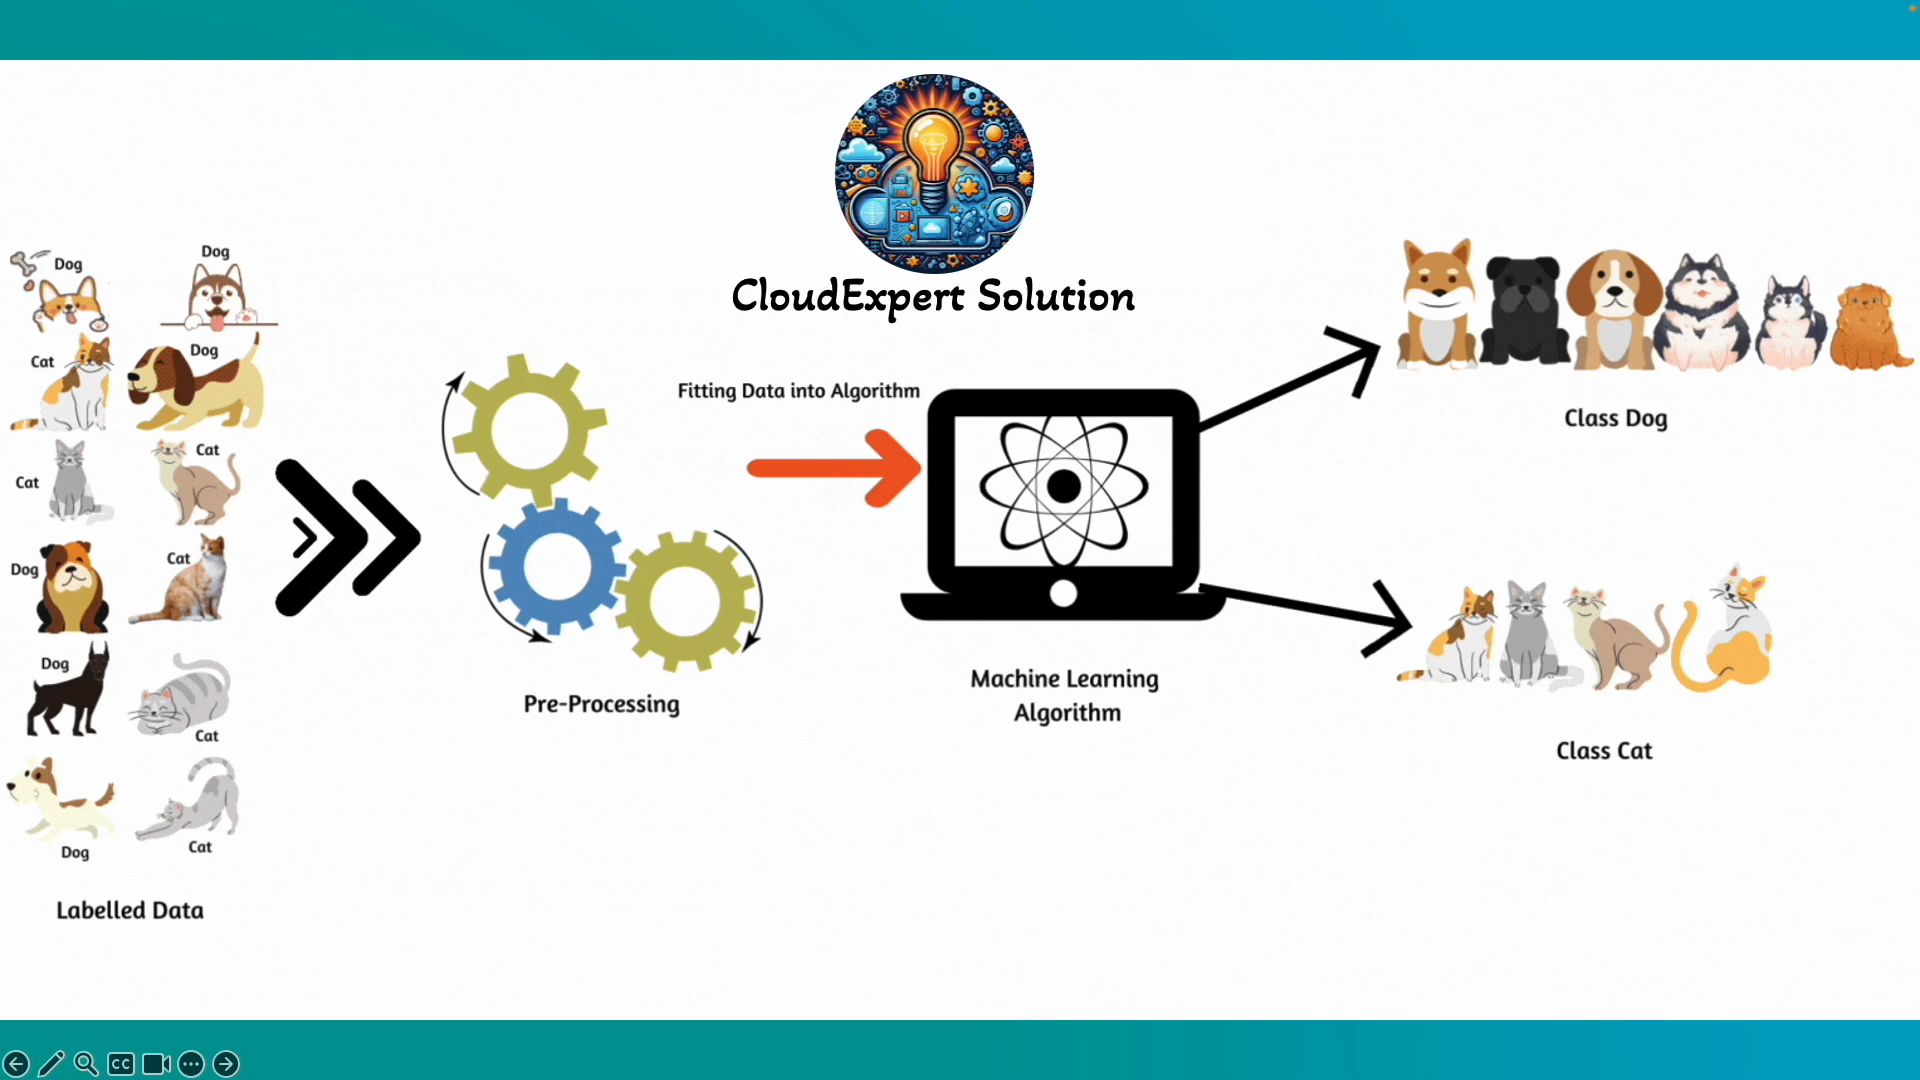 CloudExpert Solution
Dog
Dog
Cat
Dog
Cat
Cat
Dog
Cat
Dog
Cat
Dog
Cat
Labelled Data
Pre-Processing
Fitting Data into Algorithm
Machine Learning
Algorithm
Class Dog
Class Cat
CC